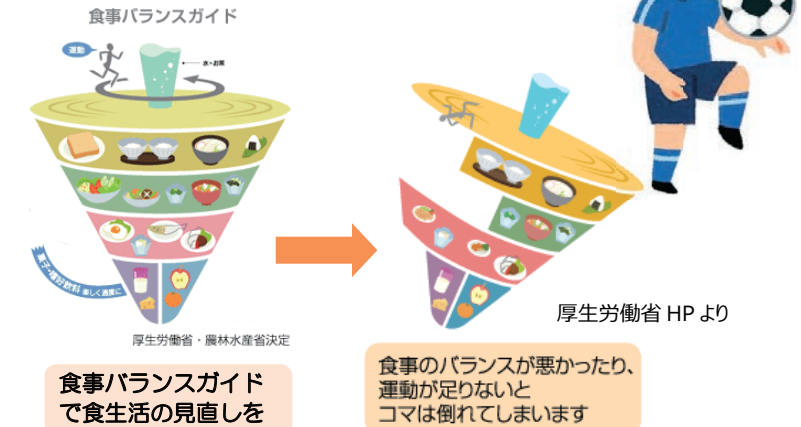 食事バランスガイド
運動
水・お茶
菓子・嗜好飲料 楽しく適度に
厚生労働省・農林水産省決定
厚生労働省 HP より
食事バランスガイド
で食生活の見直しを
食事のバランスが悪かったり、
運動が足りないと
コマは倒れてしまいます